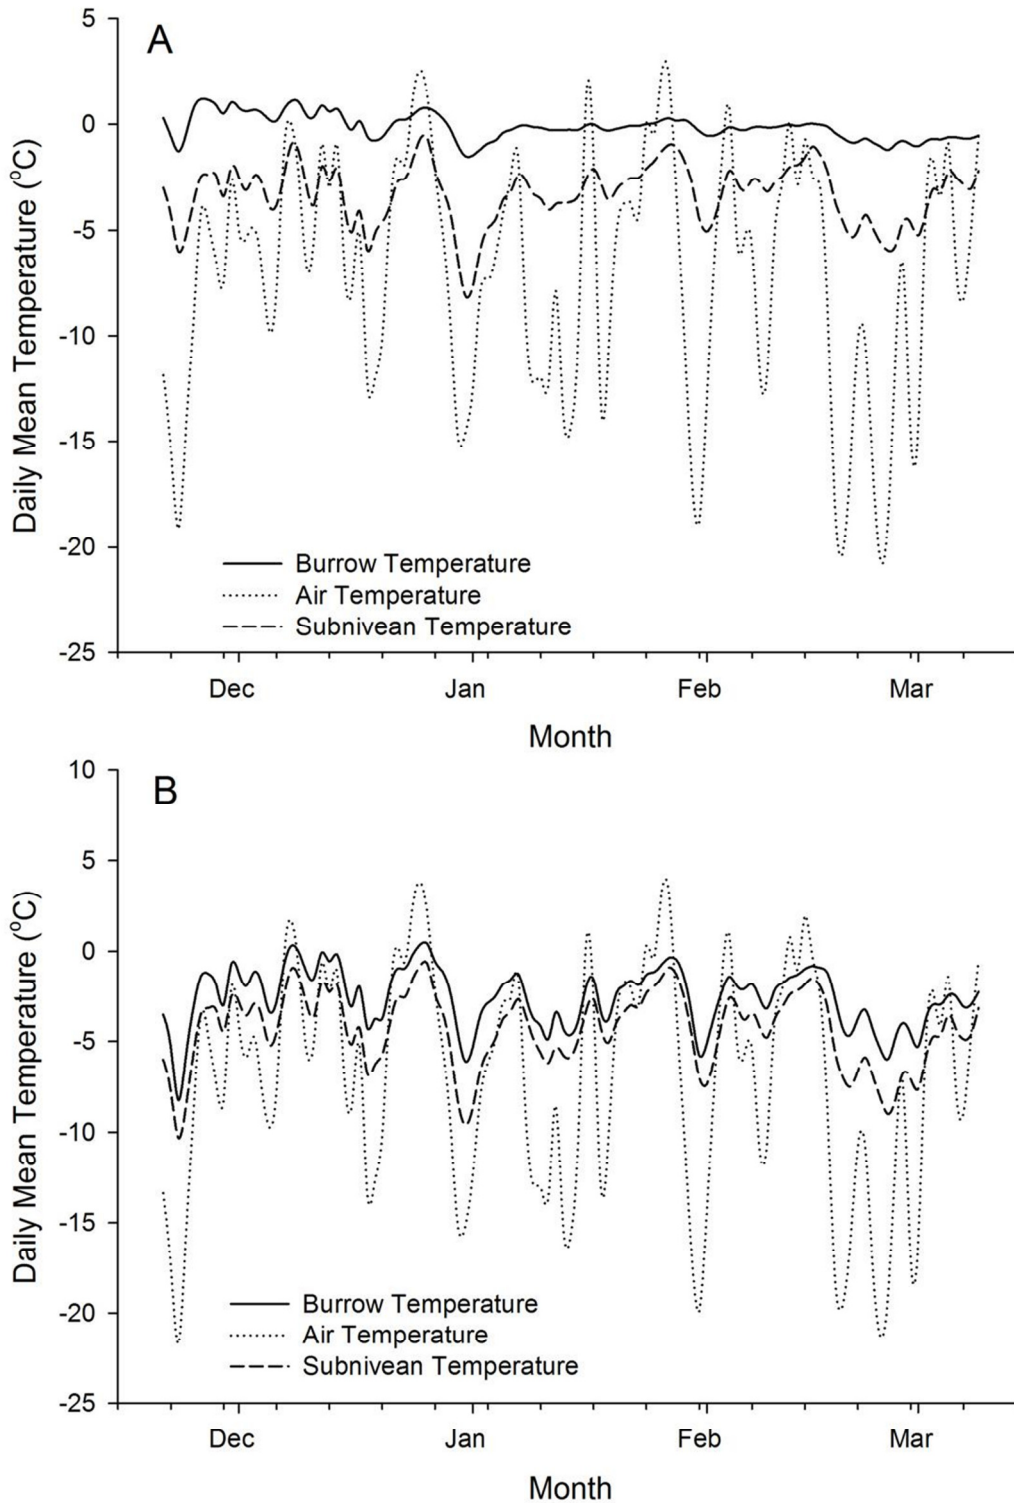 A
5
0
-5
-10
-15
-20
-25
Daily Mean Temperature (°C)
Burrow Temperature
Air Temperature
Subnivean Temperature
Dec Jan Feb Mar
Month
B
10
5
0
-5
-10
-15
-20
-25
Daily Mean Temperature (°C)
Burrow Temperature
Air Temperature
Subnivean Temperature
Dec Jan Feb Mar
Month